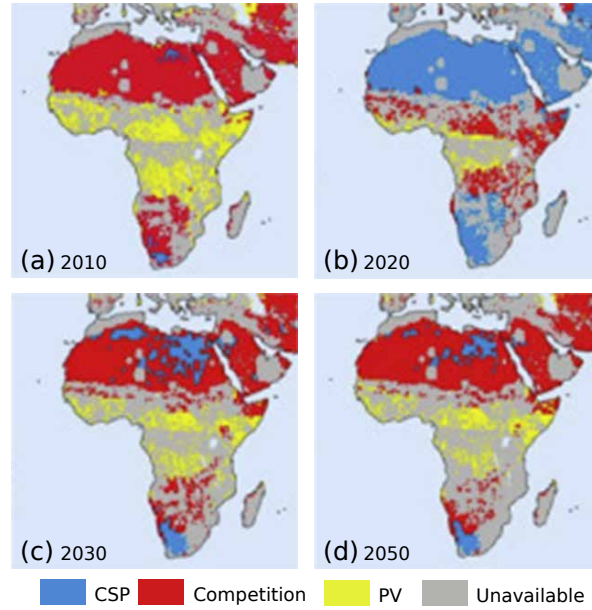 (a) 2010
(b) 2020
(c) 2030
(d) 2050
CSP Competition PV Unavailable